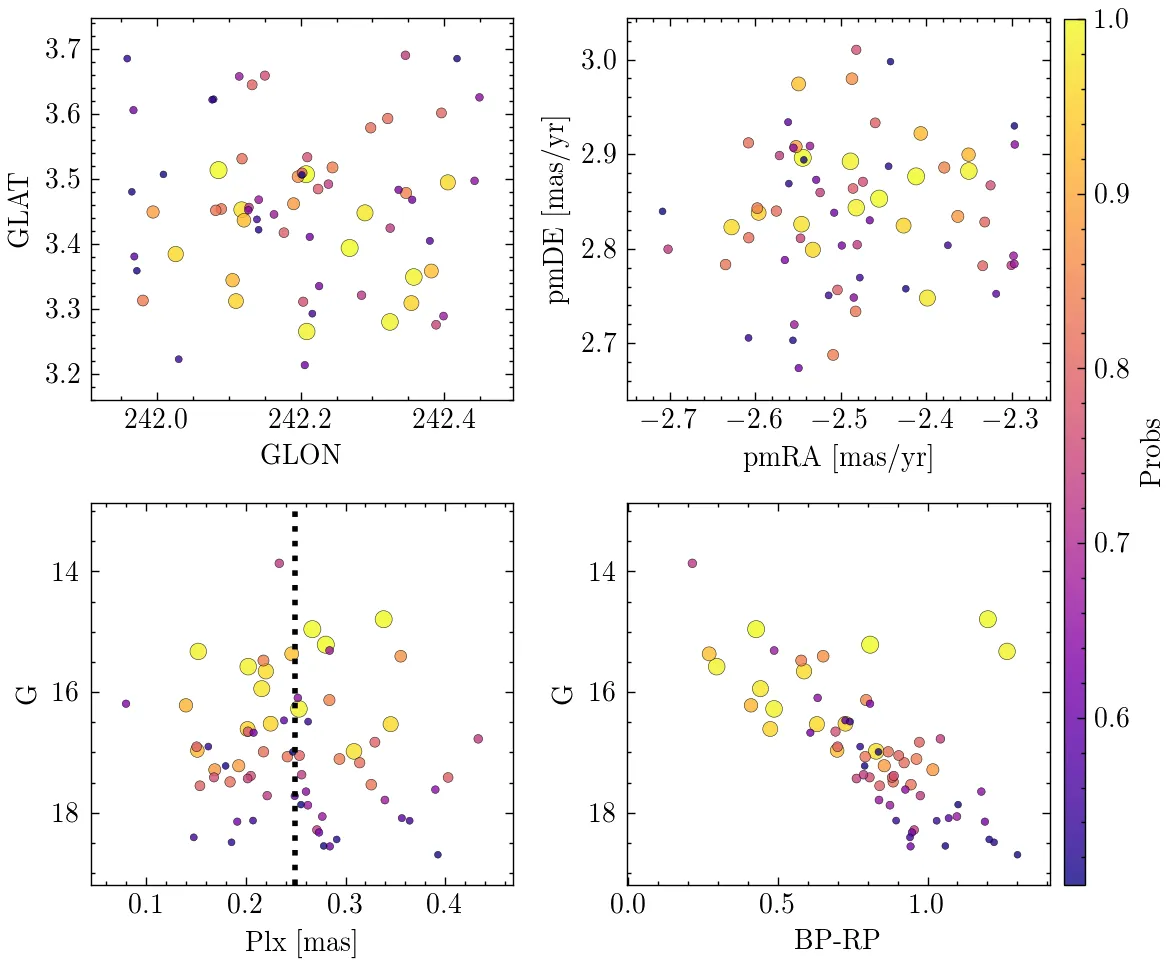 3.7
3.6
3.5
3.4
3.3
3.2
GLAT
242.0 242.2 242.4
GLON
3.0
2.9
2.8
2.7
pmDE [mas/yr]
−2.7 −2.6 −2.5 −2.4 −2.3
pmRA [mas/yr]
14
16
18
G
0.1 0.2 0.3 0.4
Plx [mas]
14
16
18
G
0.0 0.5 1.0
BP-RP
1.0
0.9
0.8
0.7
0.6
Probs